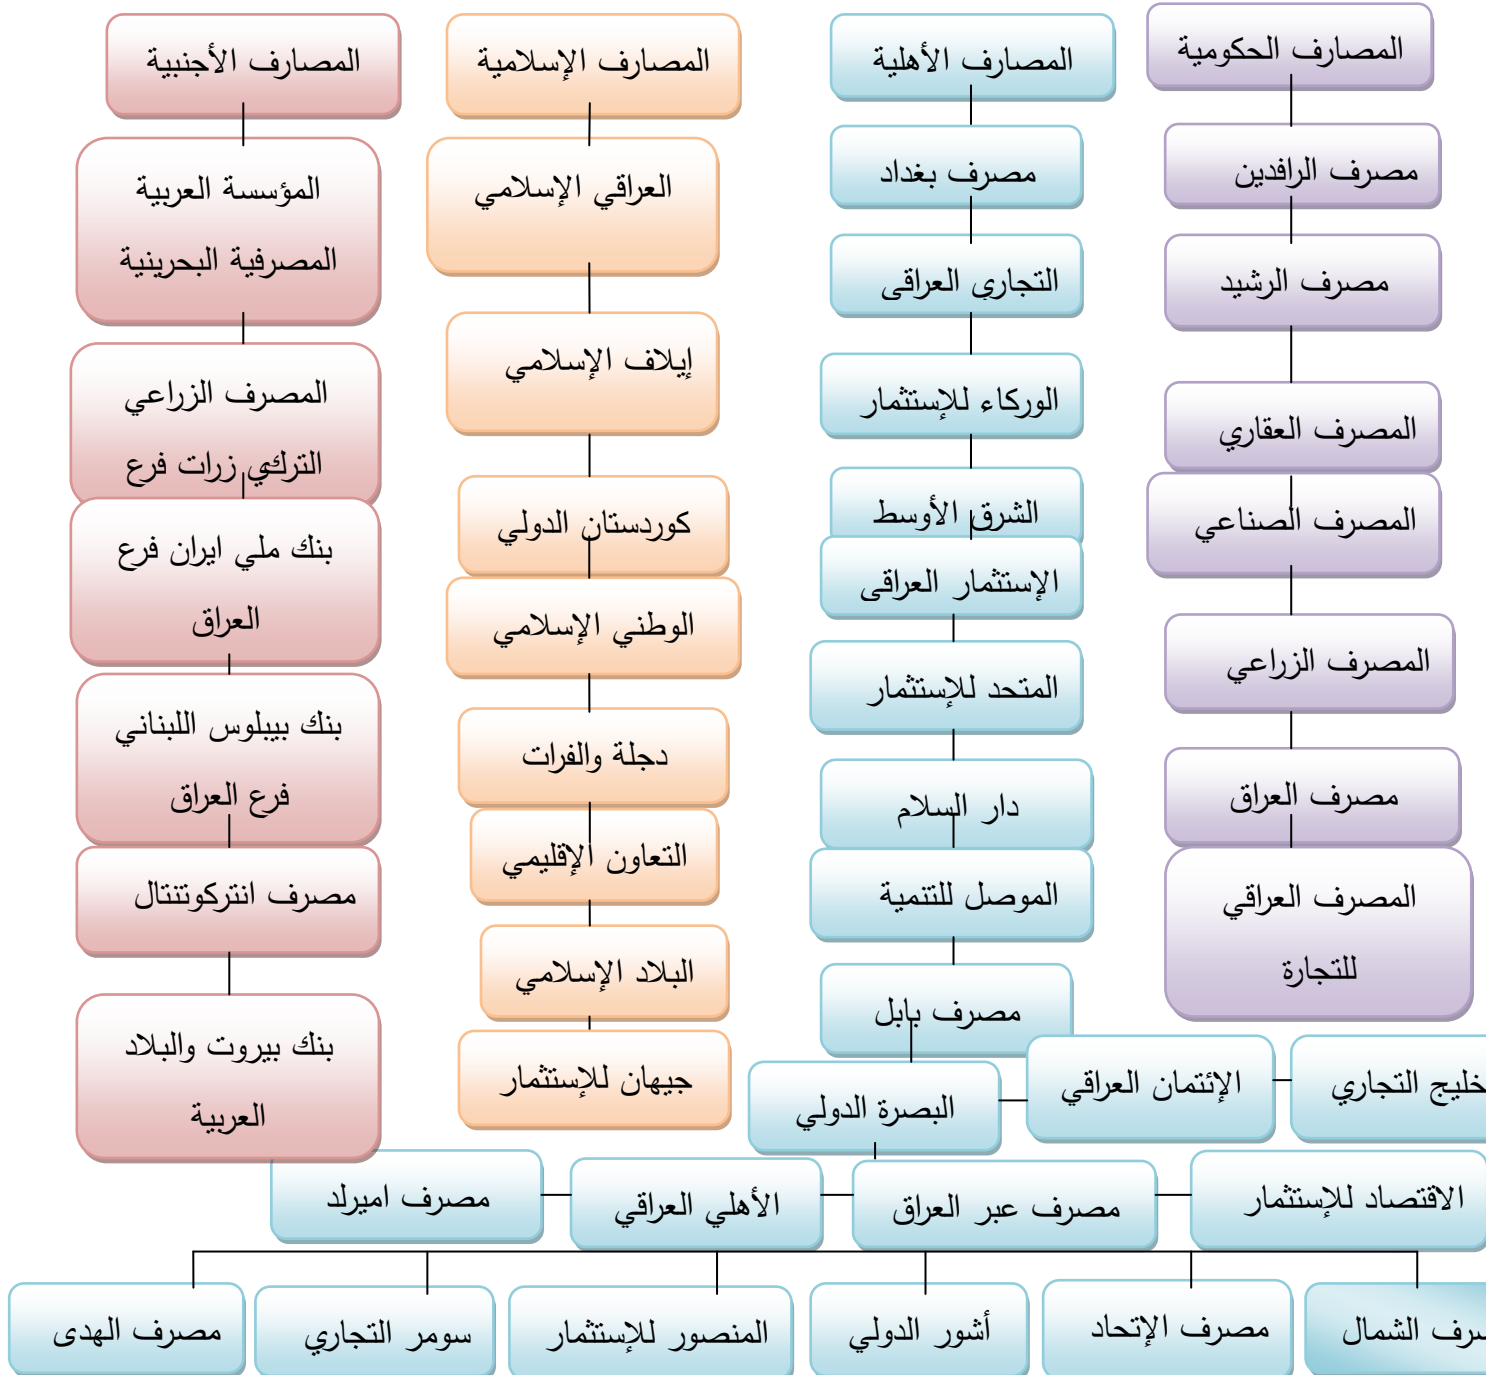 المصارف الحكومية
مصرف الرافدين
مصرف الرشيد
المصرف العقاري
المصرف الصناعي
المصرف الزراعي
مصرف العراق
المصرف العراقي
للتجارة
المصارف الأهلية
مصرف بغداد
التجاري العراقي
الوركاء للإستثمار
الشرق الأوسط
الإستثمار العراقي
المتحد للإستثمار
دار السلام
الموصل للتنمية
مصرف بابل
خليج التجاري
الإئتمان العراقي
البصرة الدولي
الاقتصاد للإستثمار
مصرف عبر العراق
الأهلي العراقي
مصرف اميرلد
صرف الشمال
مصرف الإتحاد
أشور الدولي
المنصور للإستثمار
سومر التجاري
مصرف الهدى
المصارف الإسلامية
العراقي الإسلامي
إيلاف الإسلامي
كوردستان الدولي
الوطني الإسلامي
دجلة والفرات
التعاون الإقليمي
البلاد الإسلامي
جيهان للإستثمار
المصارف الأجنبية
المؤسسة العربية
المصرفية البحرينية
المصرف الزراعي
التركي زرات فرع
بنك ملي ايران فرع
العراق
بنك بيبلوس اللبناني
فرع العراق
مصرف انتركوتنتال
بنك بيروت والبلاد
العربية